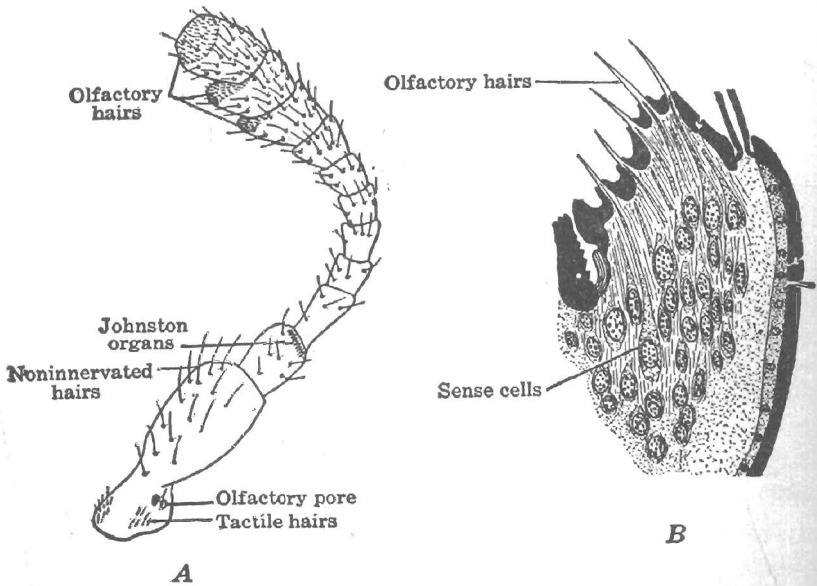 Olfactory
hairs
Johnston
organs
Noninnervated
hairs
Olfactory pore
Tactile hairs
A
Olfactory hairs
Sense cells
B